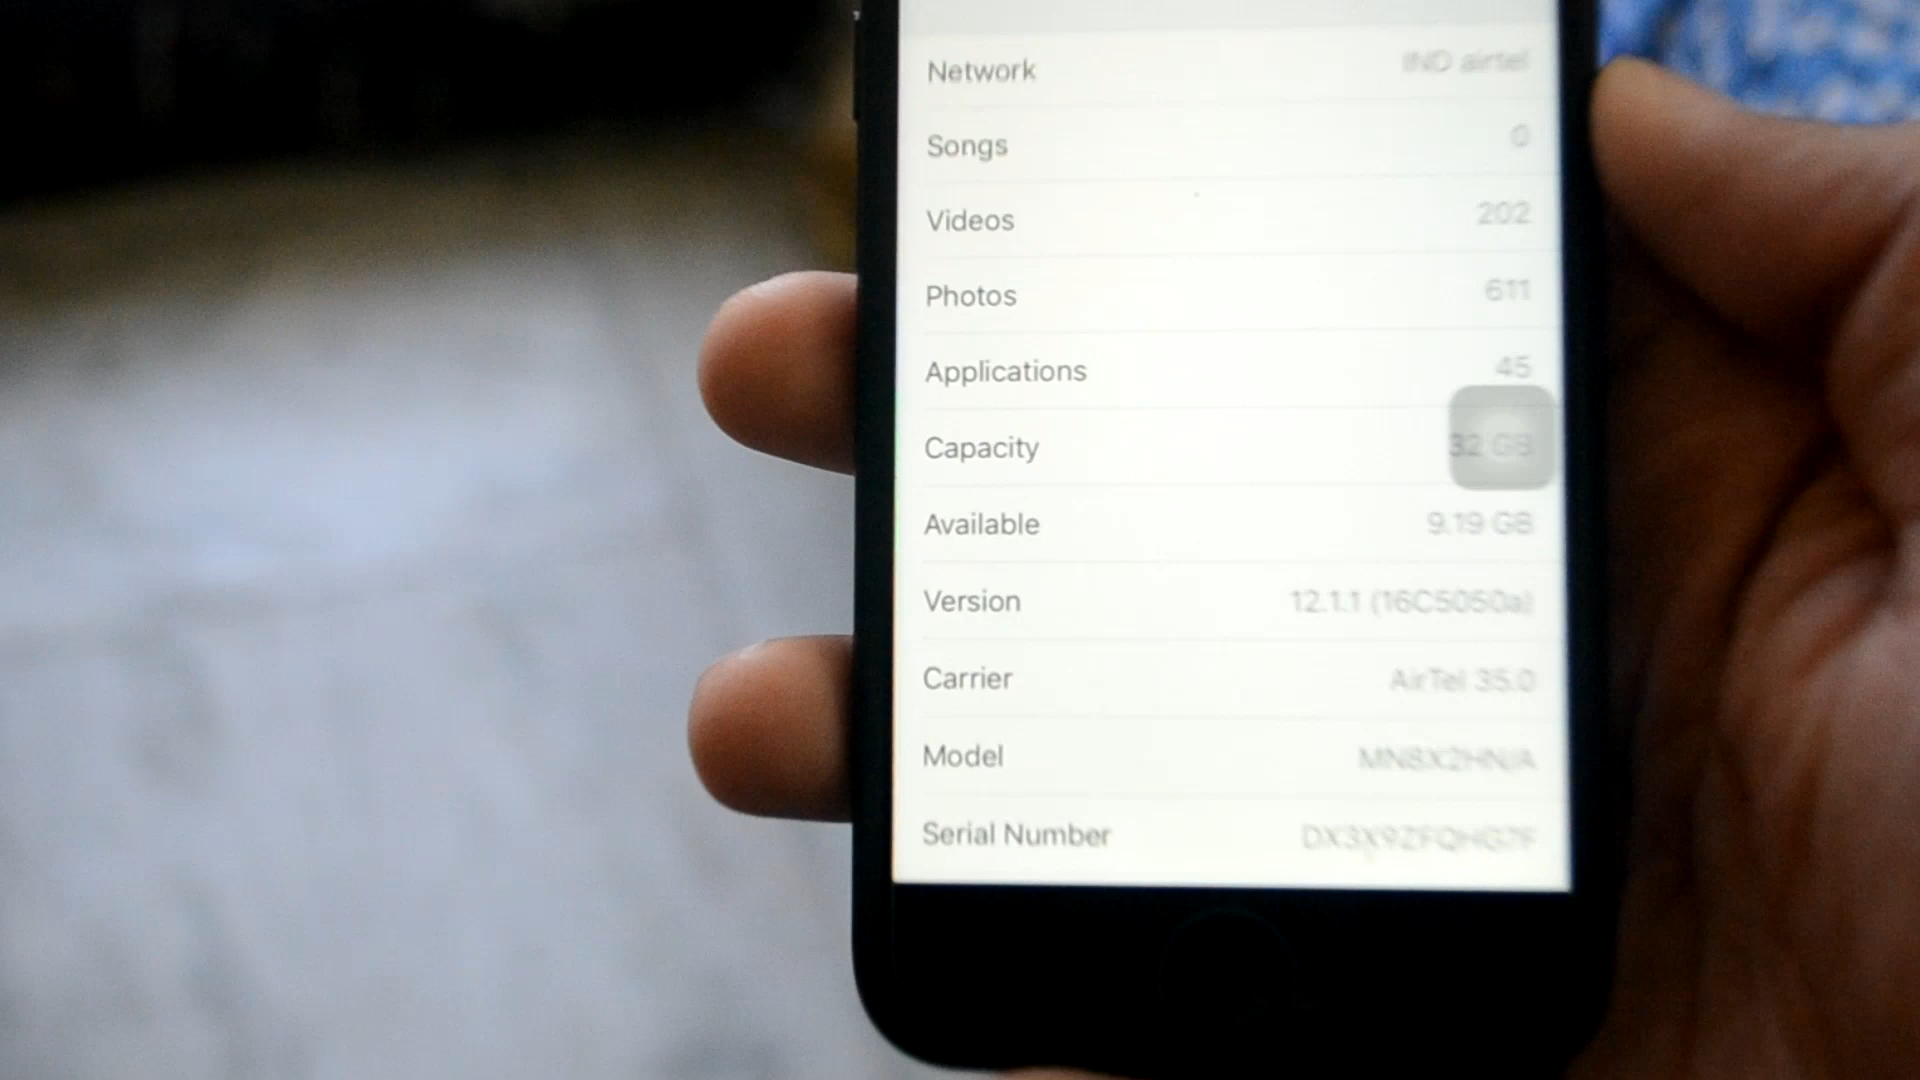 Network IND airtel
Songs 0
Videos 202
Photos 611
Applications 45
Capacity 32 GB
Available 9.19 GB
Version 12.1.1 (16C5050a)
Carrier AirTel 35.0
Model MN8X2HN/A
Serial Number DX3X9ZFQHG7F